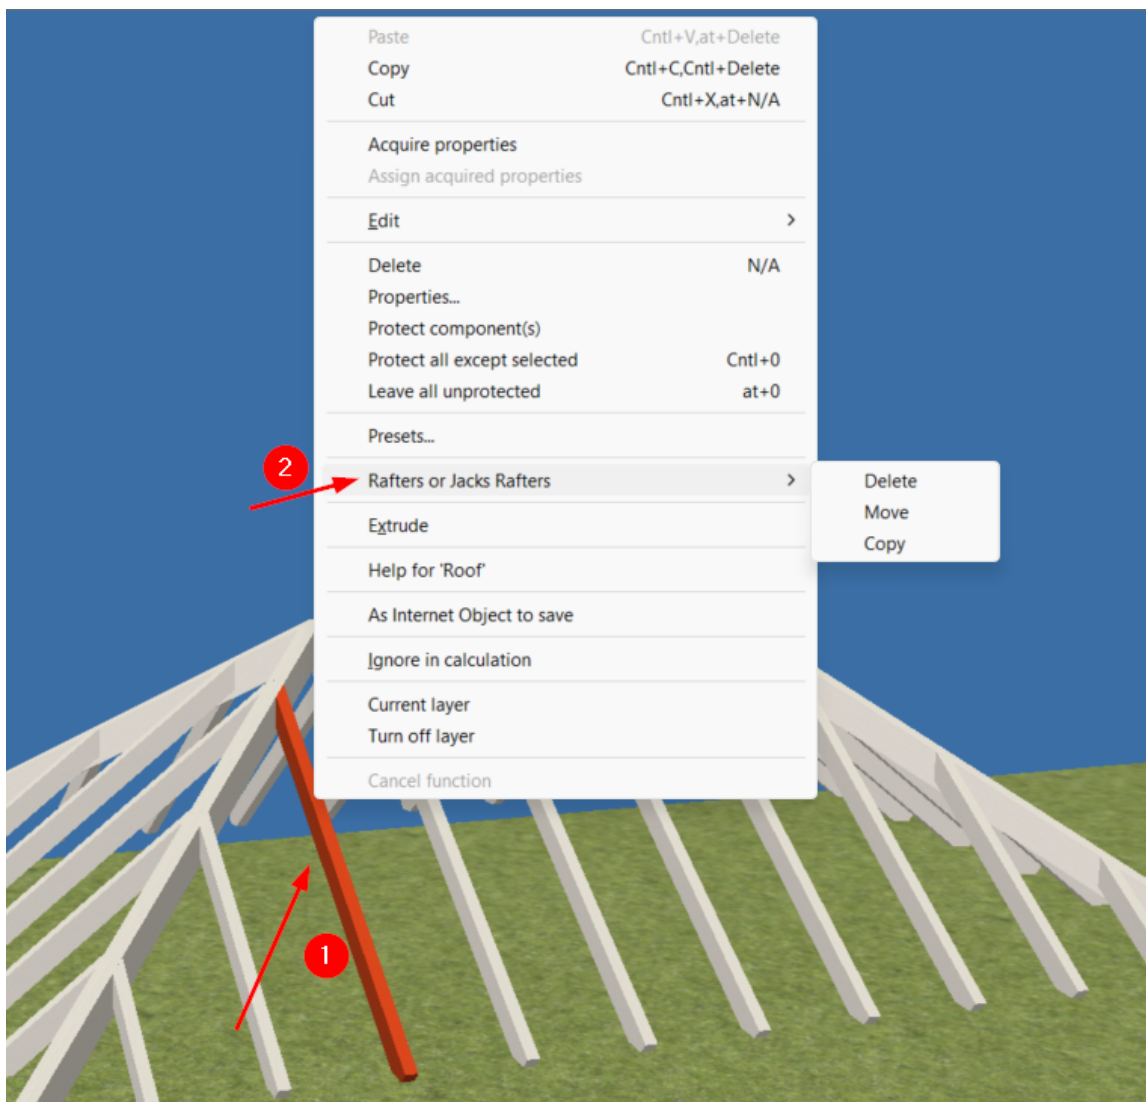 Paste Cntl+V,at+Delete
Copy Cntl+C,Cntl+Delete
Cut Cntl+X,at+N/A
Acquire properties
Assign acquired properties
Edit
Delete N/A
Properties...
Protect component(s)
Protect all except selected Cntl+0
Leave all unprotected at+0
Presets...
2
Rafters or Jacks Rafters
Delete
Move
Copy
Extrude
Help for 'Roof'
As Internet Object to save
Ignore in calculation
Current layer
Turn off layer
Cancel function
1